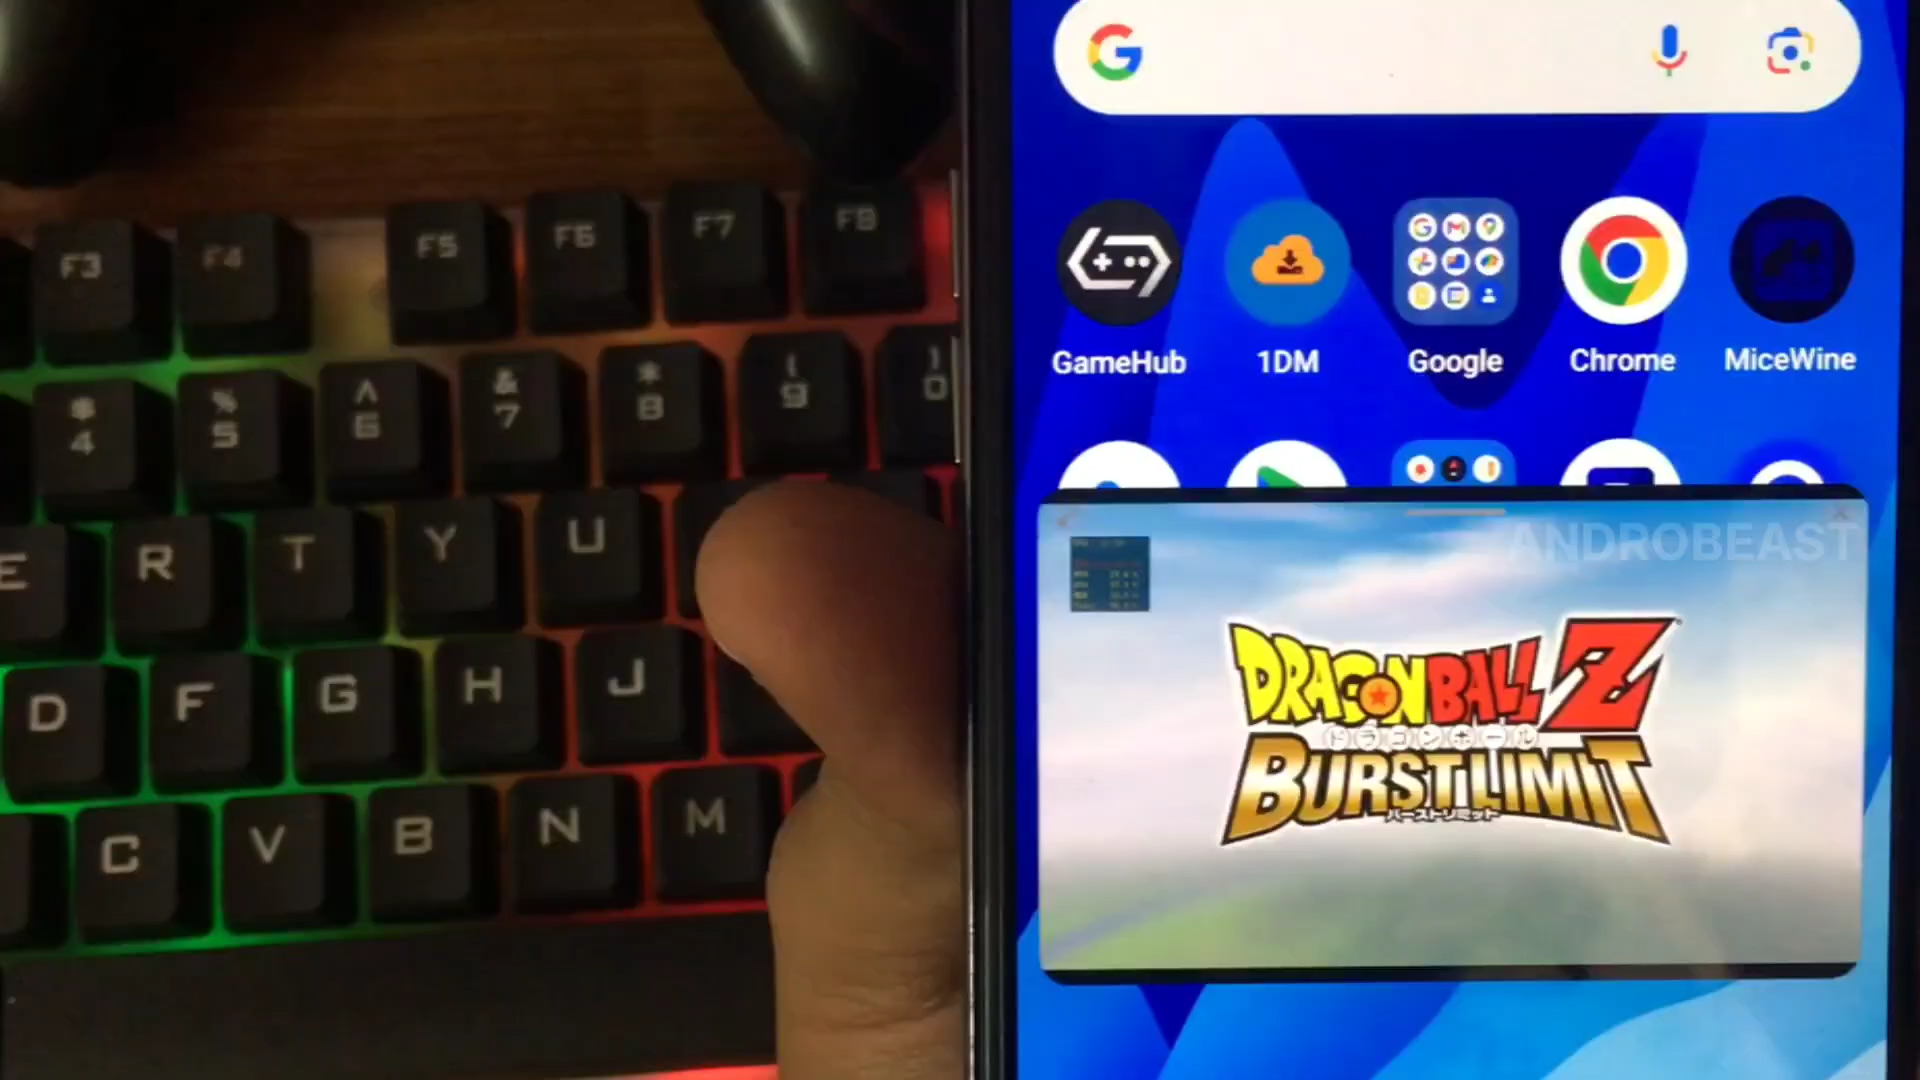 F3 F4 F5 F6 F7 F8
4 % 5 ^ 6 & 7 * 8 ( 9 ) 0
E R T Y U
D F G H J
C V B N M
G
GameHub 1DM Google Chrome MiceWine
ANDROBEAST
DRAGON BALL Z
ドラゴンボール
BURST LIMIT
バーストリミット